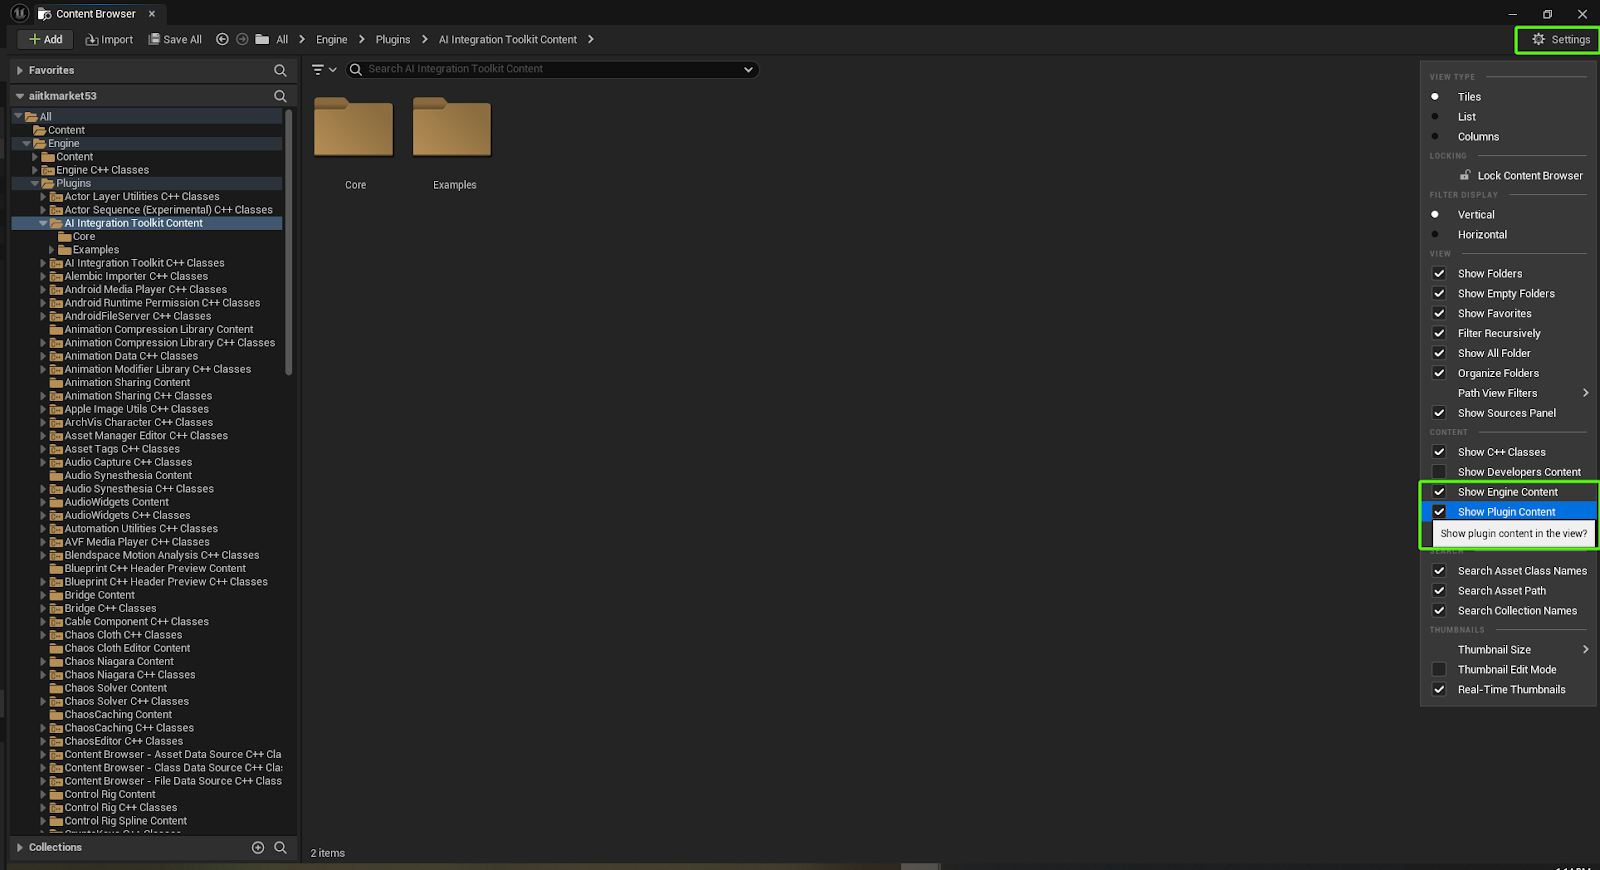 Content Browser
Add
Import
Save All
All
Engine
Plugins
AI Integration Toolkit Content
Settings
Favorites
aiitkmarket53
All
Content
Engine
Content
Engine C++ Classes
Plugins
Actor Layer Utilities C++ Classes
Actor Sequence (Experimental) C++ Classes
AI Integration Toolkit Content
Core
Examples
AI Integration Toolkit C++ Classes
Alembic Importer C++ Classes
Android Media Player C++ Classes
Android Runtime Permission C++ Classes
AndroidFileServer C++ Classes
Animation Compression Library Content
Animation Compression Library C++ Classes
Animation Data C++ Classes
Animation Modifier Library C++ Classes
Animation Sharing Content
Animation Sharing C++ Classes
Apple Image Utils C++ Classes
ArchVis Character C++ Classes
Asset Manager Editor C++ Classes
Asset Tags C++ Classes
Audio Capture C++ Classes
Audio Synesthesia Content
Audio Synesthesia C++ Classes
AudioWidgets Content
AudioWidgets C++ Classes
Automation Utilities C++ Classes
AVF Media Player C++ Classes
Blendspace Motion Analysis C++ Classes
Blueprint C++ Header Preview Content
Blueprint C++ Header Preview C++ Classes
Bridge Content
Bridge C++ Classes
Cable Component C++ Classes
Chaos Cloth C++ Classes
Chaos Cloth Editor Content
Chaos Niagara Content
Chaos Niagara C++ Classes
Chaos Solver Content
Chaos Solver C++ Classes
ChaosCaching Content
ChaosCaching C++ Classes
ChaosEditor C++ Classes
Content Browser - Asset Data Source C++ Cla
Content Browser - Class Data Source C++ Clas
Content Browser - File Data Source C++ Class
Control Rig Content
Control Rig C++ Classes
Control Rig Spline Content
Collections
Search AI Integration Toolkit Content
Core
Examples
2 items
VIEW TYPE
Tiles
List
Columns
LOCKING
Lock Content Browser
FILTER DISPLAY
Vertical
Horizontal
VIEW
Show Folders
Show Empty Folders
Show Favorites
Filter Recursively
Show All Folder
Organize Folders
Path View Filters
Show Sources Panel
CONTENT
Show C++ Classes
Show Developers Content
Show Engine Content
Show Plugin Content
Show plugin content in the view?
SEARCH
Search Asset Class Names
Search Asset Path
Search Collection Names
THUMBNAILS
Thumbnail Size
Thumbnail Edit Mode
Real-Time Thumbnails